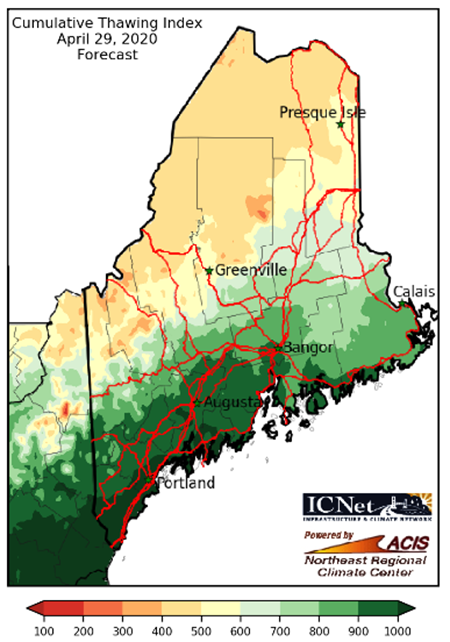 Cumulative Thawing Index
April 29, 2020
Forecast
Presque Isle
Greenville
Calais
Bangor
Augusta
Portland
ICNet
INFRASTRUCTURE & CLIMATE NETWORK
Powered by
ACIS
Northeast Regional
Climate Center
100 200 300 400 500 600 700 800 900 1000